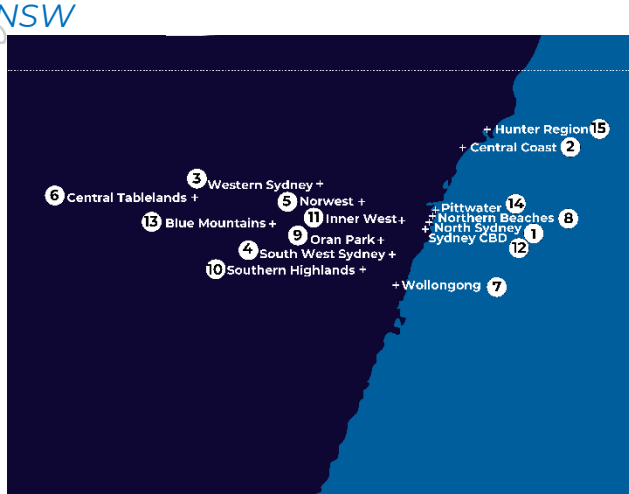 NSW
+ Hunter Region 15
+ Central Coast 2
3 Western Sydney +
6 Central Tablelands +
5 Norwest +
+ Pittwater 14
13 Blue Mountains +
11 Inner West +
+ Northern Beaches 8
+ North Sydney 1
9 Oran Park +
Sydney CBD 12
4 South West Sydney +
10 Southern Highlands +
+ Wollongong 7